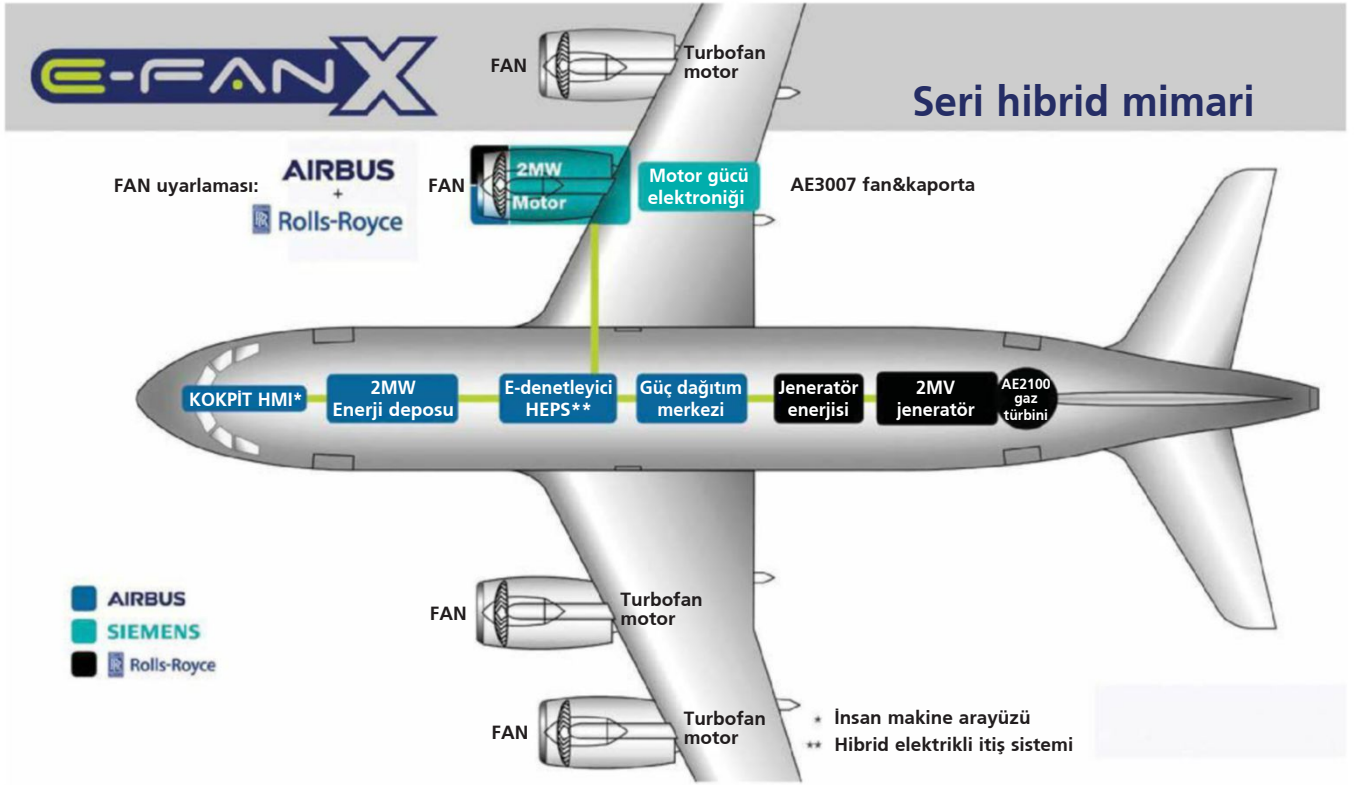 E-FAN X
Seri hibrid mimari
FAN
Turbofan
motor
FAN uyarlaması:
AIRBUS
+
Rolls-Royce
FAN
2MW
Motor
Motor gücü
elektroniği
AE3007 fan&kaporta
KOKPİT HMI*
2MW
Enerji deposu
E-denetleyici
HEPS**
Güç dağıtım
merkezi
Jeneratör
enerjisi
2MV
jeneratör
AE2100
gaz
türbini
AIRBUS
SIEMENS
Rolls-Royce
FAN
Turbofan
motor
FAN
Turbofan
motor
* İnsan makine arayüzü
** Hibrid elektrikli itiş sistemi